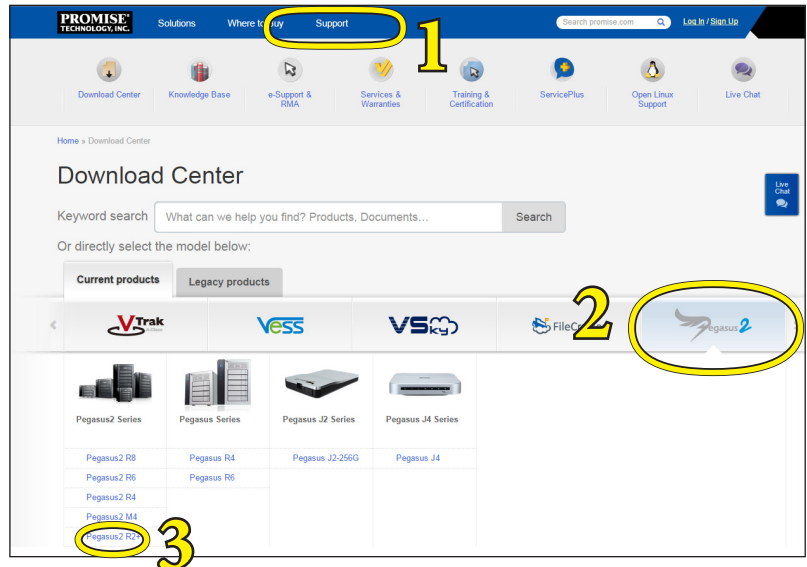 PROMISE®
TECHNOLOGY, INC.
Solutions
Where to Buy
Support
Search promise.com
Log In / Sign Up
1
Download Center
Knowledge Base
e-Support &
RMA
Services &
Warranties
Training &
Certification
ServicePlus
Open Linux
Support
Live Chat
Home » Download Center
Download Center
Live
Chat
Keyword search
What can we help you find? Products, Documents...
Search
Or directly select the model below:
Current products
Legacy products
VTrak
Vess
VSky
2
Pegasus2
Pegasus2 Series
Pegasus Series
Pegasus J2 Series
Pegasus J4 Series
Pegasus2 R8
Pegasus R4
Pegasus J2-256G
Pegasus J4
Pegasus2 R6
Pegasus R6
Pegasus2 R4
Pegasus2 M4
Pegasus2 R2+
3